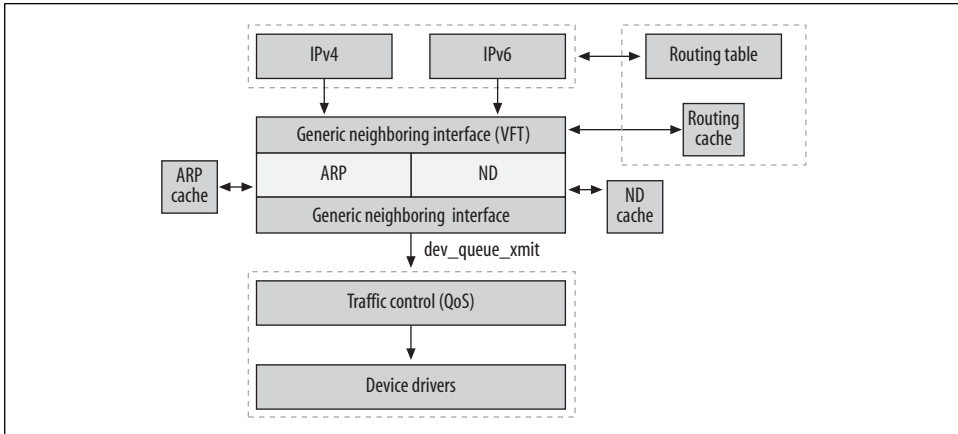 IPv4
IPv6
Routing table
Generic neighboring interface (VFT)
Routing
cache
ARP
cache
ARP
ND
ND
cache
Generic neighboring interface
dev_queue_xmit
Traffic control (QoS)
Device drivers